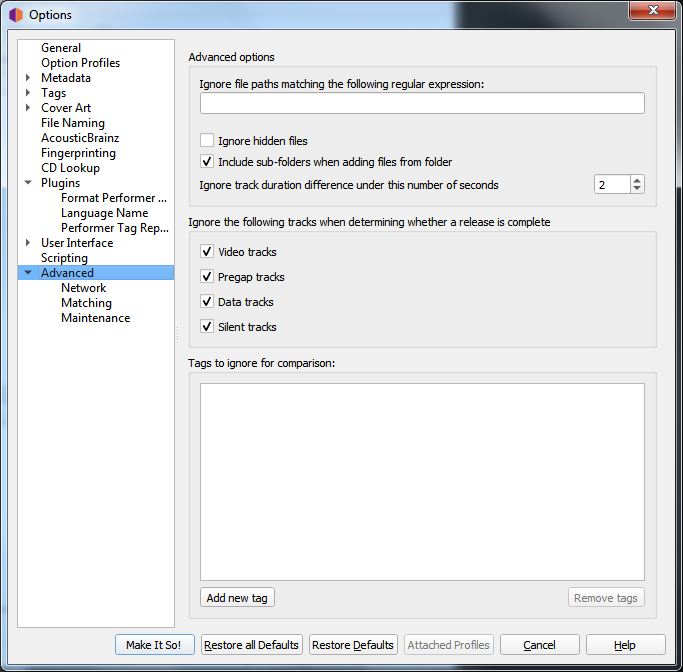 Options
General
Option Profiles
Metadata
Tags
Cover Art
File Naming
AcousticBrainz
Fingerprinting
CD Lookup
Plugins
Format Performer ...
Language Name
Performer Tag Rep...
User Interface
Scripting
Advanced
Network
Matching
Maintenance
Advanced options
Ignore file paths matching the following regular expression:
Ignore hidden files
Include sub-folders when adding files from folder
Ignore track duration difference under this number of seconds
2
Ignore the following tracks when determining whether a release is complete
Video tracks
Pregap tracks
Data tracks
Silent tracks
Tags to ignore for comparison:
Add new tag
Remove tags
Make It So!
Restore all Defaults
Restore Defaults
Attached Profiles
Cancel
Help